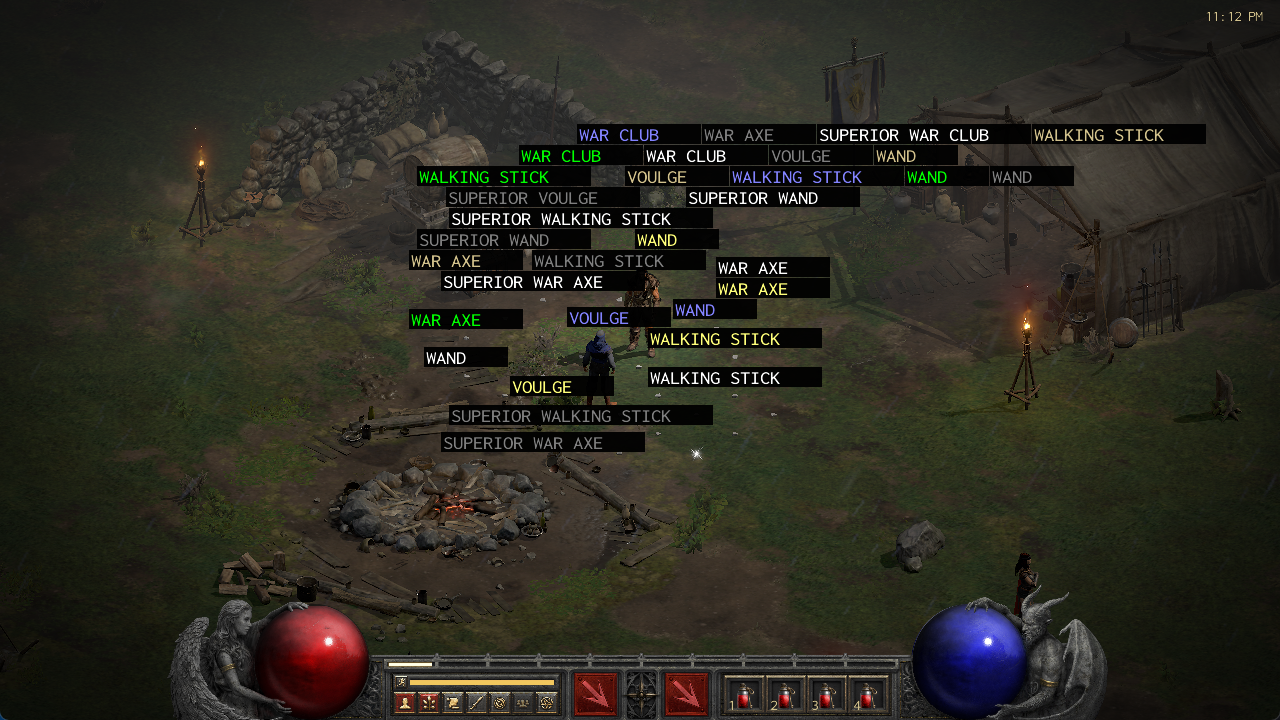 11:12 PM
WAR CLUB WAR AXE SUPERIOR WAR CLUB WALKING STICK
WAR CLUB WAR CLUB VOULGE WAND
WALKING STICK VOULGE WALKING STICK WAND WAND
SUPERIOR VOULGE SUPERIOR WAND
SUPERIOR WALKING STICK
SUPERIOR WAND WAND
WAR AXE WALKING STICK
WAR AXE
SUPERIOR WAR AXE
WAR AXE
WAND
WAR AXE VOULGE
WALKING STICK
WAND
WALKING STICK
VOULGE
SUPERIOR WALKING STICK
SUPERIOR WAR AXE
1 2 3 4